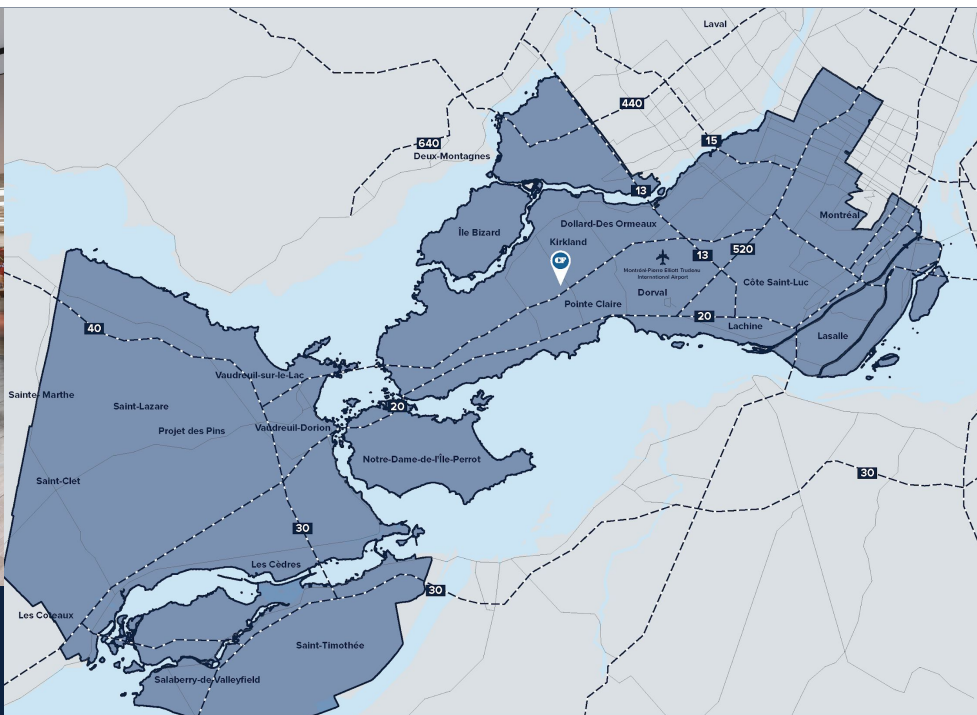 Laval
440
640
15
Deux-Montagnes
13
Montréal
Dollard-Des Ormeaux
Île Bizard
Kirkland
520
13
Montréal-Pierre Elliott Trudeau
International Airport
Côte Saint-Luc
Dorval
Pointe Claire
20
Lachine
40
Lasalle
Vaudreuil-sur-le-Lac
Sainte-Marthe
Saint-Lazare
20
Projet des Pins
Vaudreuil-Dorion
Notre-Dame-de-l'Île-Perrot
30
Saint-Clet
30
Les Cèdres
30
Les Coteaux
Saint-Timothée
Salaberry-de-Valleyfield